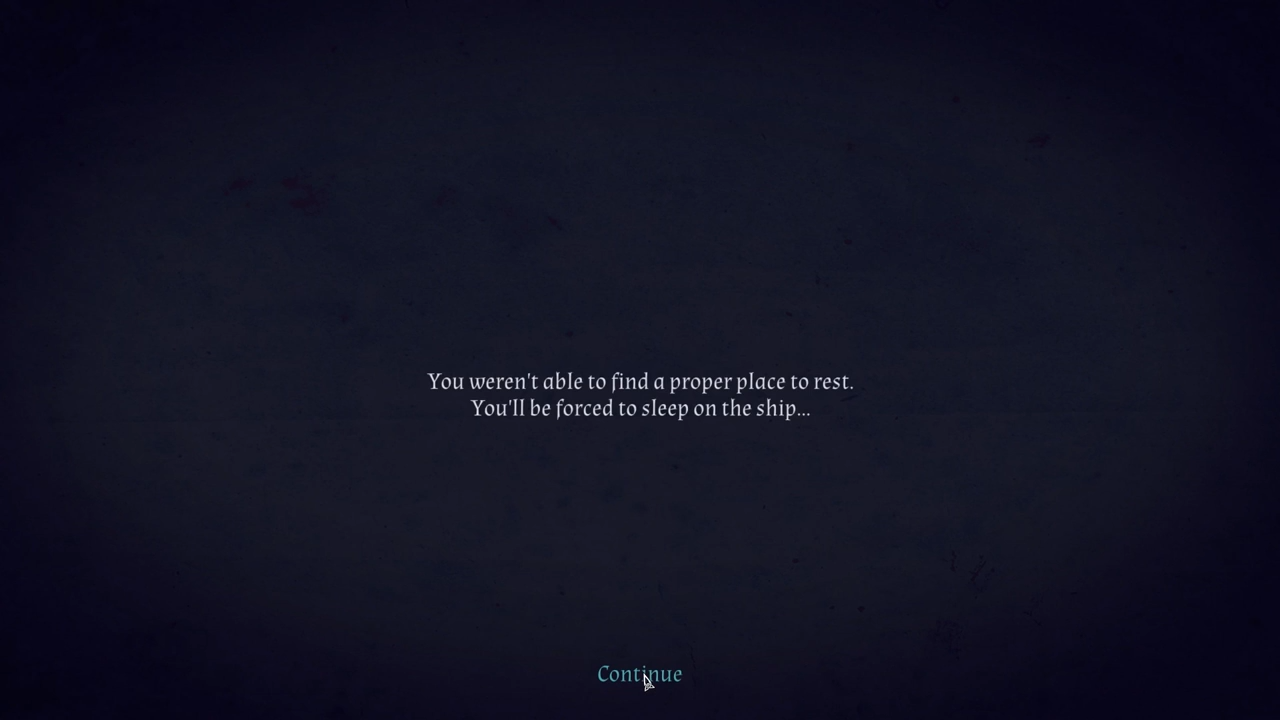 You weren't able to find a proper place to rest.
You'll be forced to sleep on the ship...
Continue